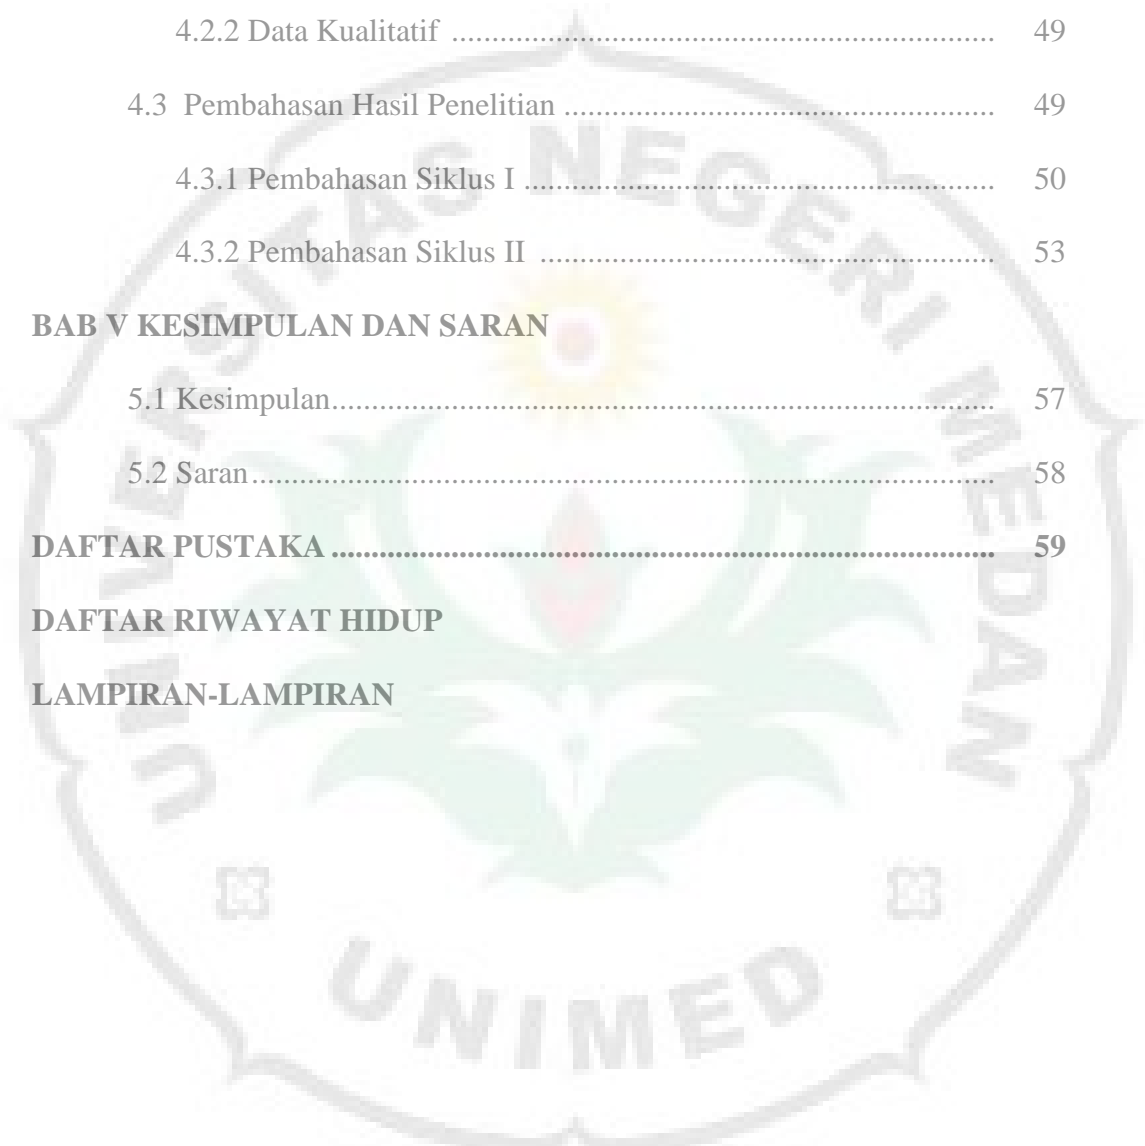 4.2.2 Data Kualitatif .................................................................... 49
4.3 Pembahasan Hasil Penelitian ...................................................... 49
4.3.1 Pembahasan Siklus I ........................................................... 50
4.3.2 Pembahasan Siklus II ......................................................... 53
BAB V KESIMPULAN DAN SARAN
5.1 Kesimpulan................................................................................... 57
5.2 Saran............................................................................................. 58
DAFTAR PUSTAKA ................................................................................... 59
DAFTAR RIWAYAT HIDUP
LAMPIRAN-LAMPIRAN
UNIVERSITAS NEGERI MEDAN
UNIMED